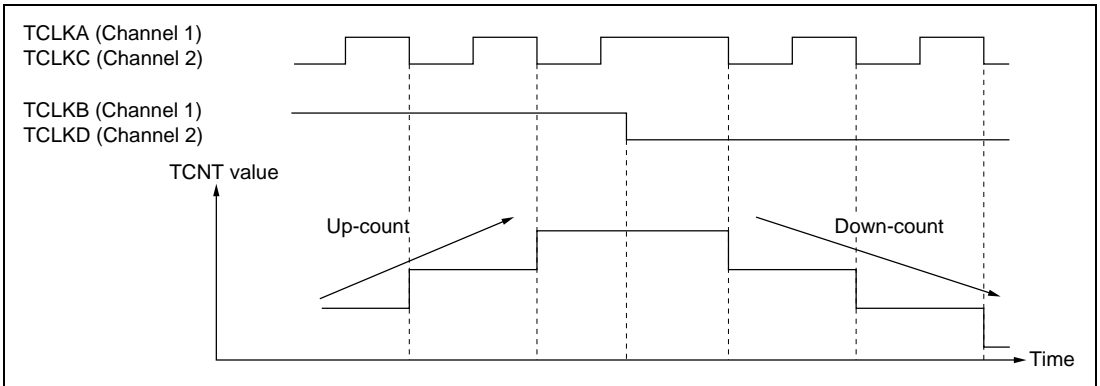 TCLKA (Channel 1)
TCLKC (Channel 2)
TCLKB (Channel 1)
TCLKD (Channel 2)
TCNT value
Up-count
Down-count
Time